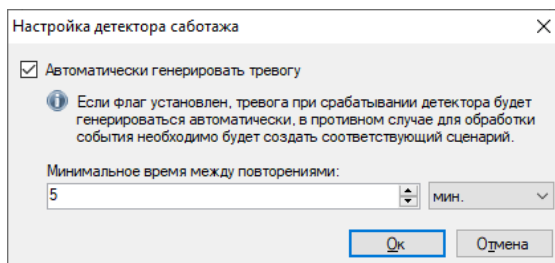 Настройка детектора саботажа
Автоматически генерировать тревогу
Если флаг установлен, тревога при срабатывании детектора будет
генерироваться автоматически, в противном случае для обработки
события необходимо будет создать соответствующий сценарий.
Минимальное время между повторениями:
5 мин.
Ок Отмена